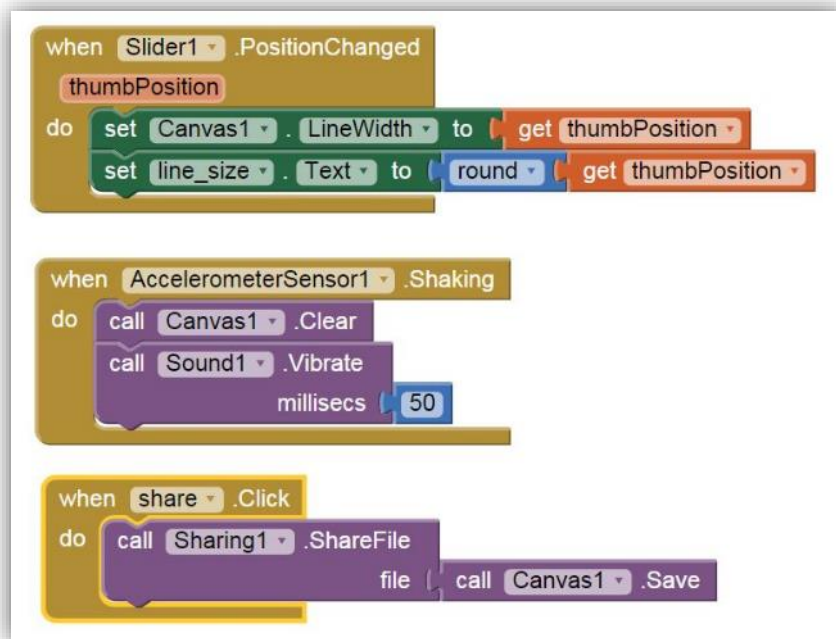 when Slider1 .PositionChanged
thumbPosition
do set Canvas1 . LineWidth to get thumbPosition
set line_size . Text to round get thumbPosition
when AccelerometerSensor1 .Shaking
do call Canvas1 .Clear
call Sound1 .Vibrate
millisecs 50
when share .Click
do call Sharing1 .ShareFile
file call Canvas1 .Save